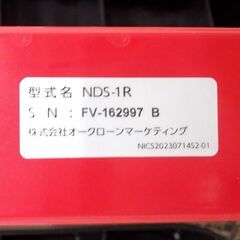 型式名 NDS-1R
S N : FV-162997 B
株式会社オークローンマーケティング
NICS2023071452-01